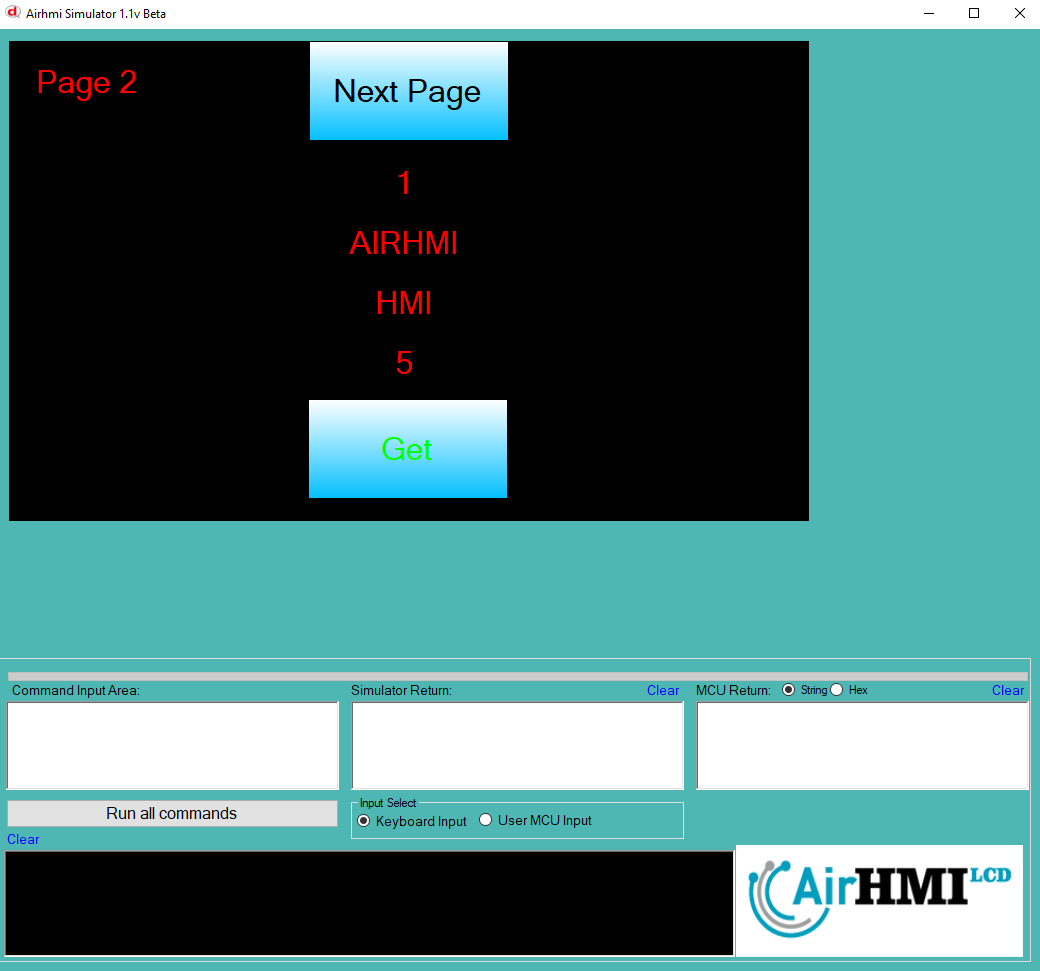 Airhmi Simulator 1.1v Beta
Page 2
Next Page
1
AIRHMI
HMI
5
Get
Command Input Area:
Simulator Return:
Clear
MCU Return:
String
Hex
Clear
Run all commands
Input Select
Keyboard Input
User MCU Input
Clear
AirHMI LCD